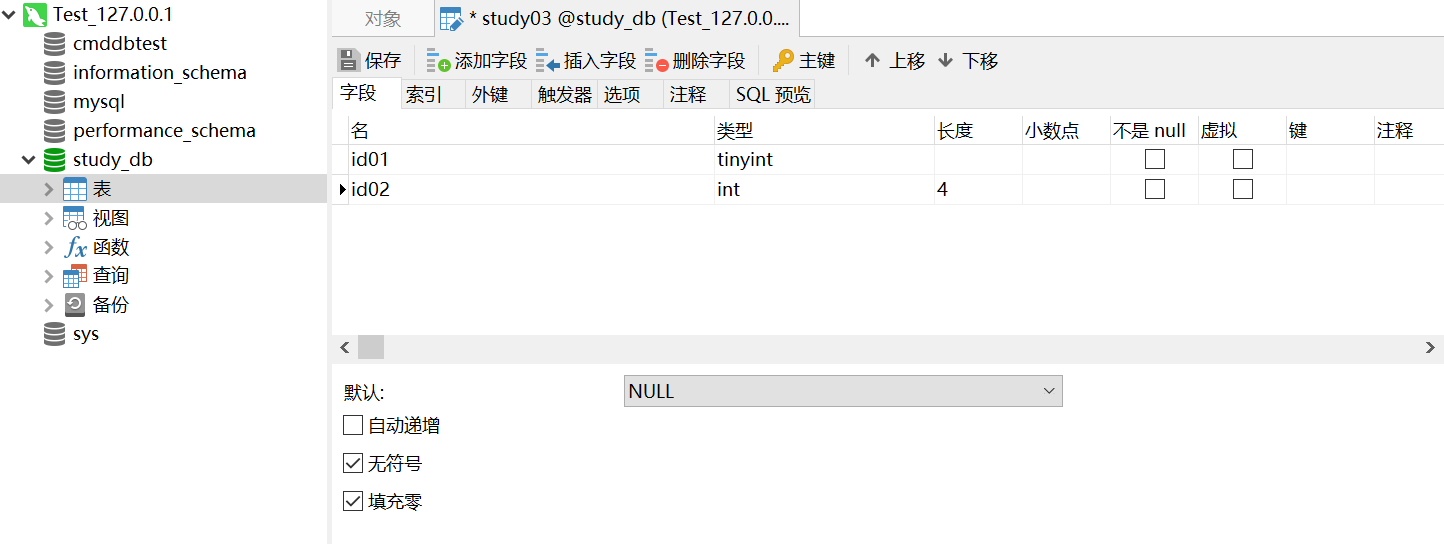 Test_127.0.0.1
cmddbtest
information_schema
mysql
performance_schema
study_db
表
视图
fx 函数
查询
备份
sys
对象 * study03 @study_db (Test_127.0.0....
保存 添加字段 插入字段 删除字段 主键 上移 下移
字段 索引 外键 触发器 选项 注释 SQL 预览
名 类型 长度 小数点 不是 null 虚拟 键 注释
id01 tinyint
id02 int 4
默认: NULL
自动递增
无符号
填充零